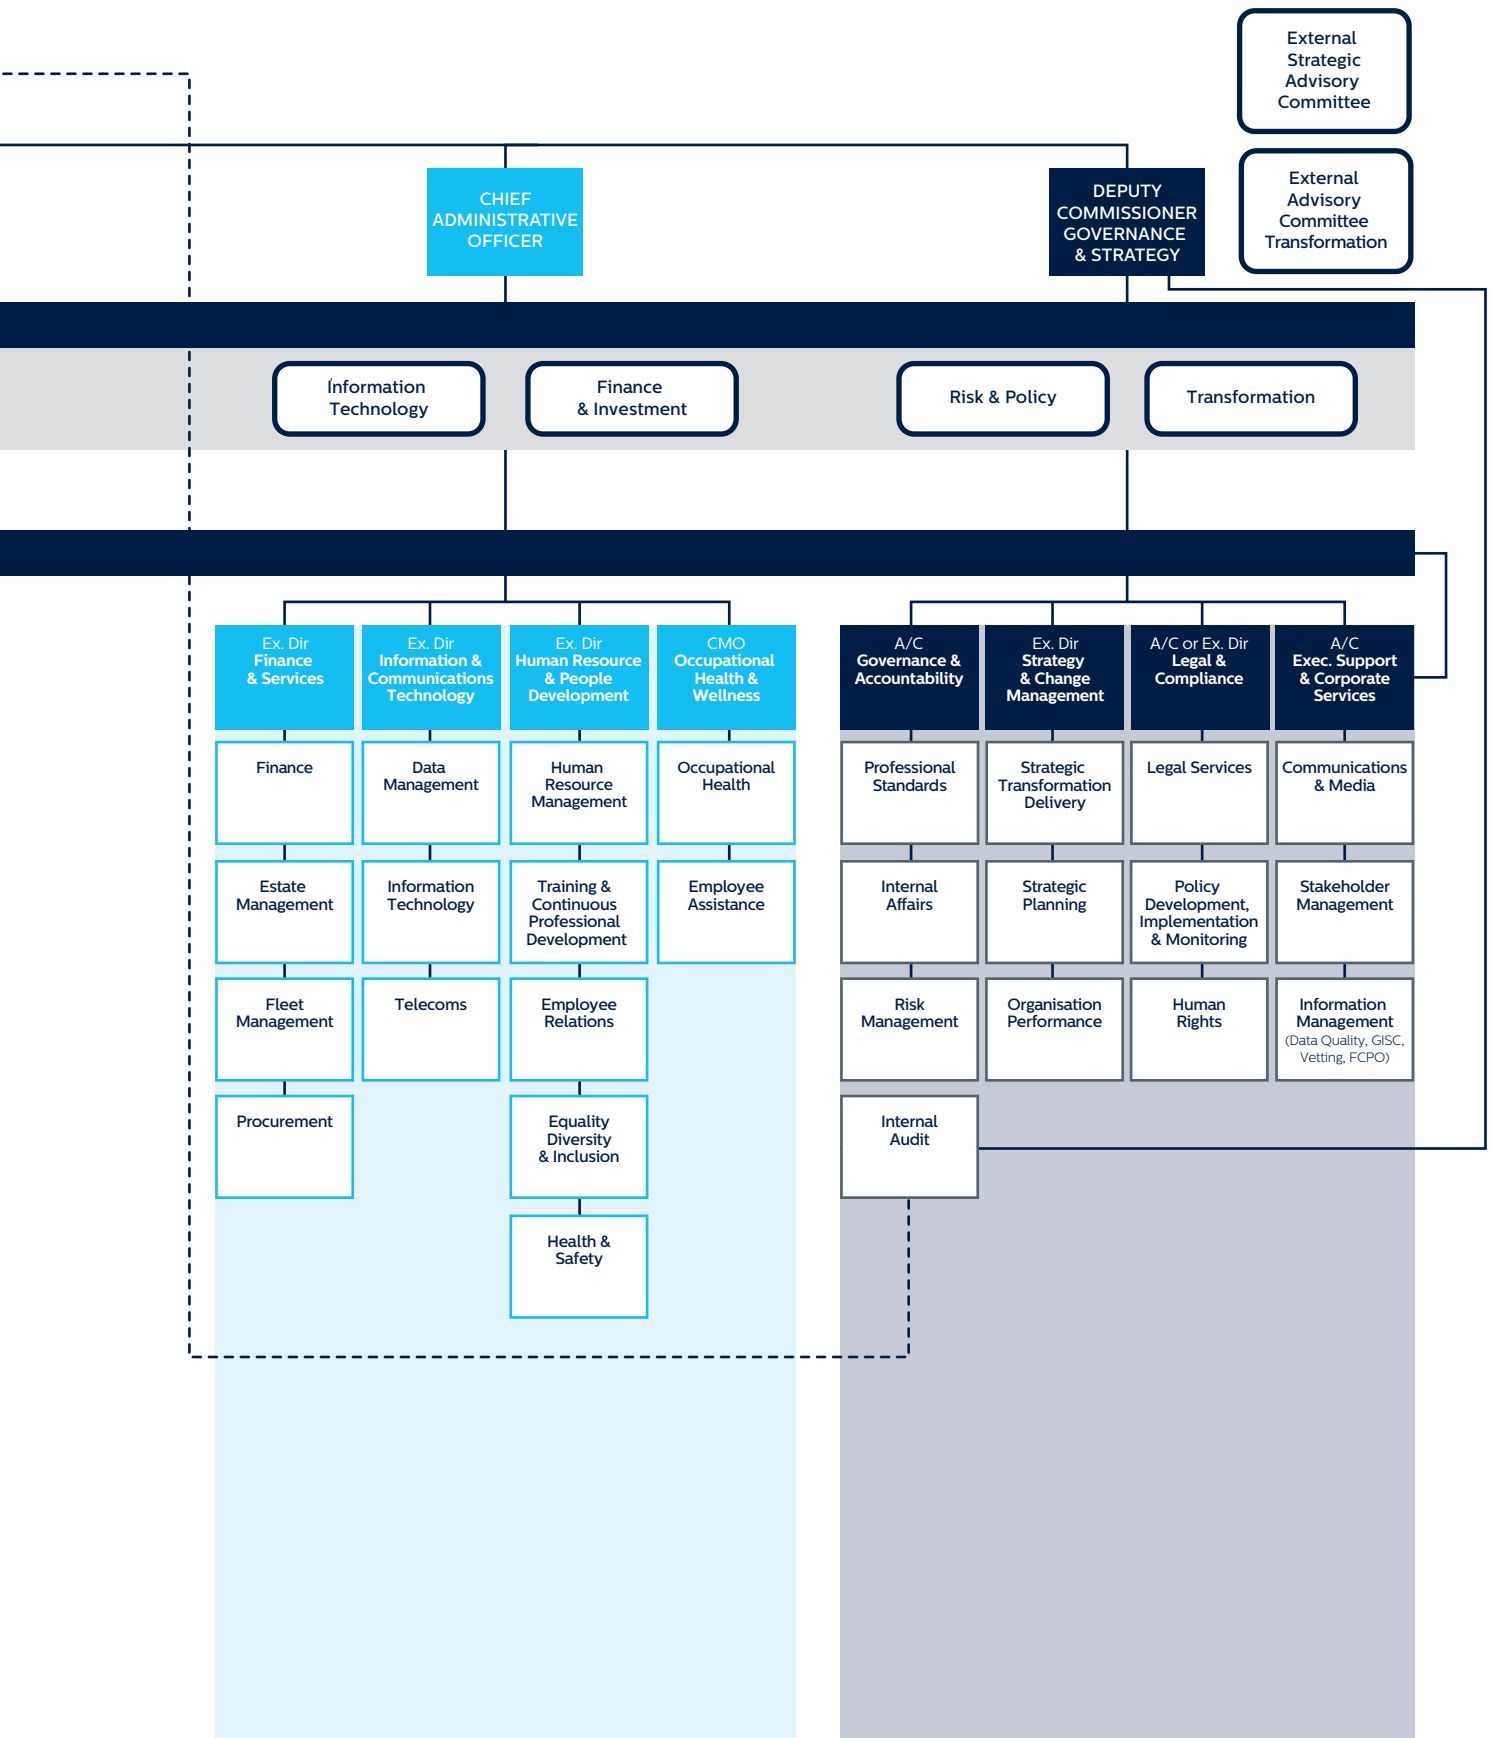 External
Strategic
Advisory
Committee
External
Advisory
Committee
Transformation
CHIEF
ADMINISTRATIVE
OFFICER
DEPUTY
COMMISSIONER
GOVERNANCE
& STRATEGY
Information
Technology
Finance
& Investment
Risk & Policy
Transformation
Ex. Dir
Finance
& Services
Ex. Dir
Information &
Communications
Technology
Ex. Dir
Human Resource
& People
Development
CMO
Occupational
Health &
Wellness
A/C
Governance &
Accountability
Ex. Dir
Strategy
& Change
Management
A/C or Ex. Dir
Legal &
Compliance
A/C
Exec. Support
& Corporate
Services
Finance
Data
Management
Human
Resource
Management
Occupational
Health
Professional
Standards
Strategic
Transformation
Delivery
Legal Services
Communications
& Media
Estate
Management
Information
Technology
Training &
Continuous
Professional
Development
Employee
Assistance
Internal
Affairs
Strategic
Planning
Policy
Development,
Implementation
& Monitoring
Stakeholder
Management
Fleet
Management
Telecoms
Employee
Relations
Risk
Management
Organisation
Performance
Human
Rights
Information
Management
(Data Quality, GISC,
Vetting, FCPO)
Procurement
Equality
Diversity
& Inclusion
Internal
Audit
Health &
Safety